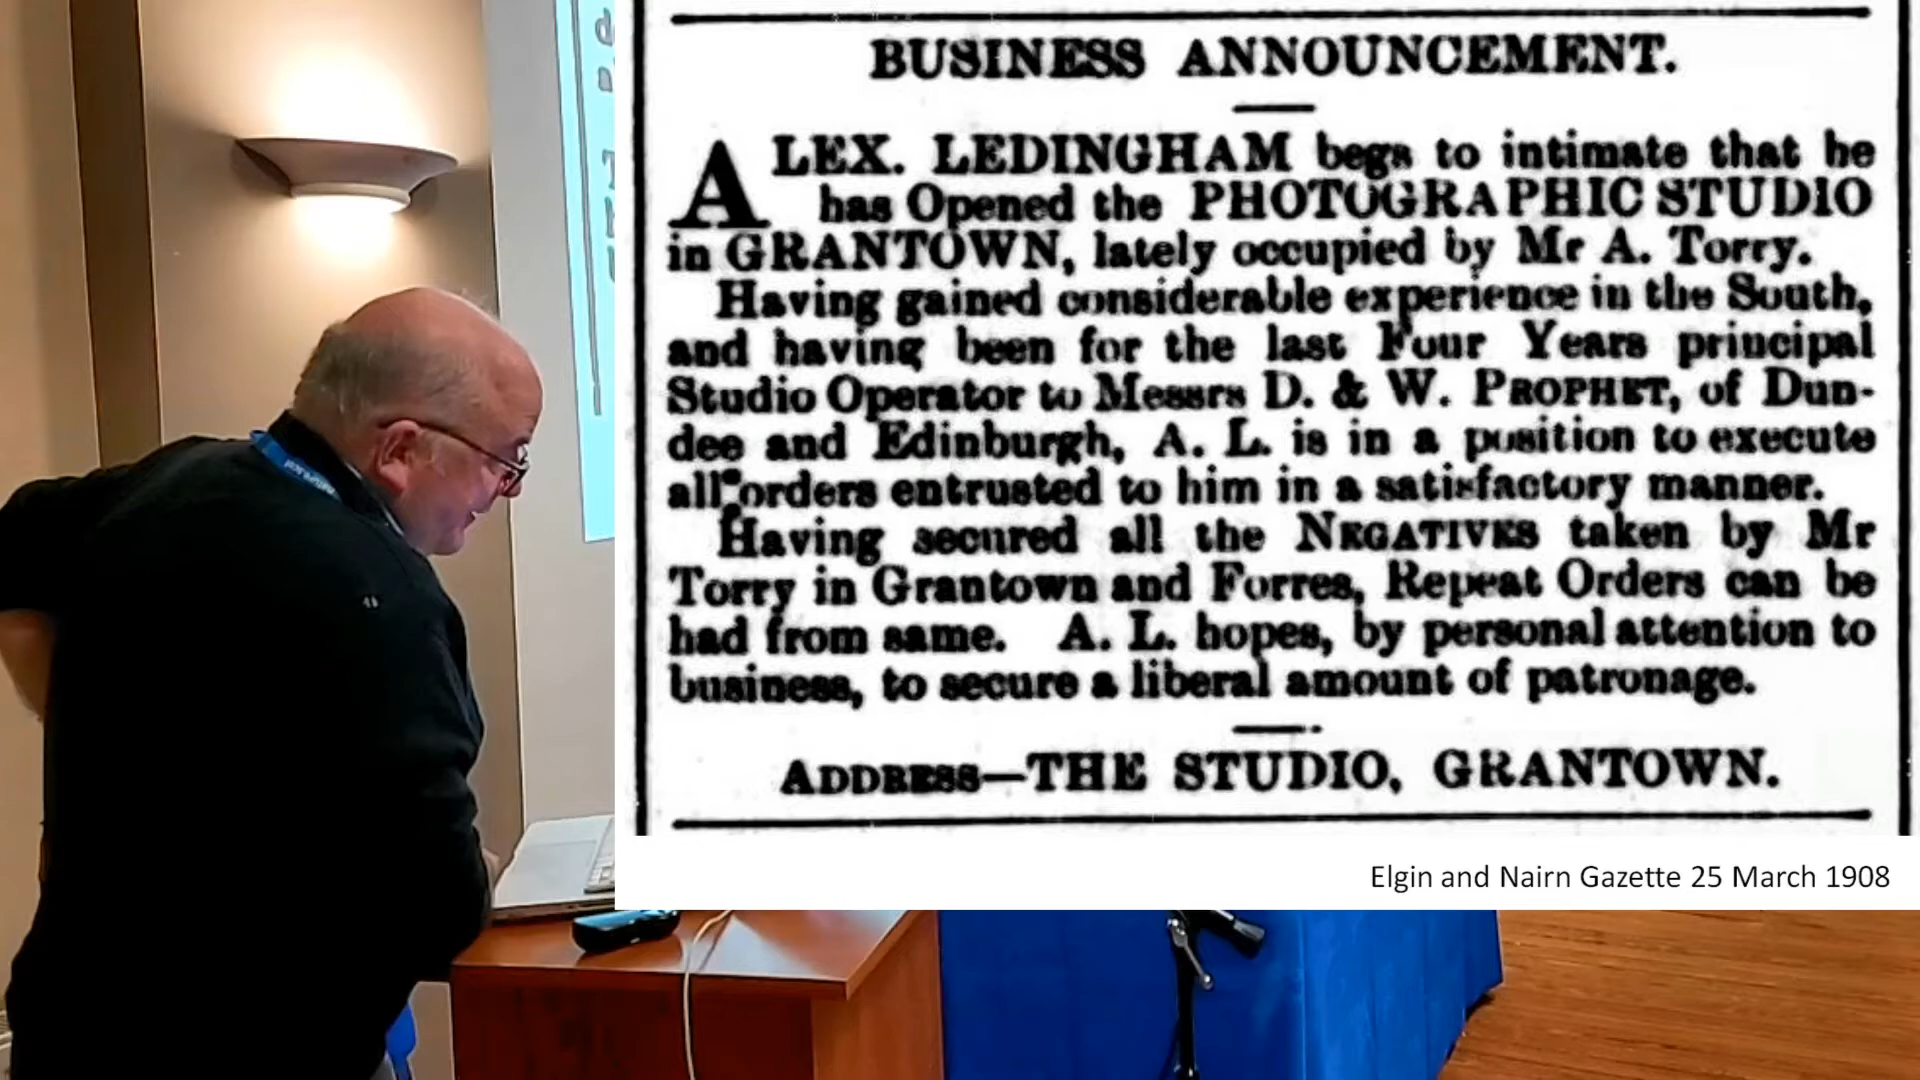 BUSINESS ANNOUNCEMENT.
ALEX. LEDINGHAM begs to intimate that he
has Opened the PHOTOGRAPHIC STUDIO
in GRANTOWN, lately occupied by Mr A. Torry.
Having gained considerable experience in the South,
and having been for the last Four Years principal
Studio Operator to Messrs D. & W. PROPHET, of Dun-
dee and Edinburgh, A. L. is in a position to execute
all orders entrusted to him in a satisfactory manner.
Having secured all the NEGATIVES taken by Mr
Torry in Grantown and Forres, Repeat Orders can be
had from same. A. L. hopes, by personal attention to
business, to secure a liberal amount of patronage.
ADDRESS—THE STUDIO, GRANTOWN.
Elgin and Nairn Gazette 25 March 1908